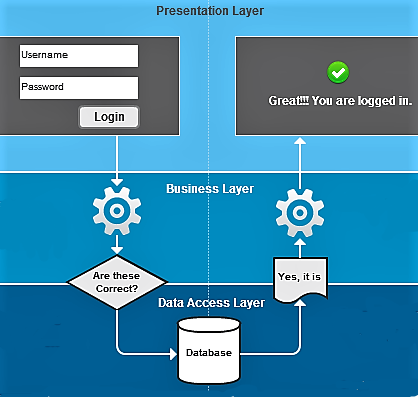 Presentation Layer
Username
Password
Login
Great!!! You are logged in.
Business Layer
Are these
Correct?
Yes, it is
Data Access Layer
Database